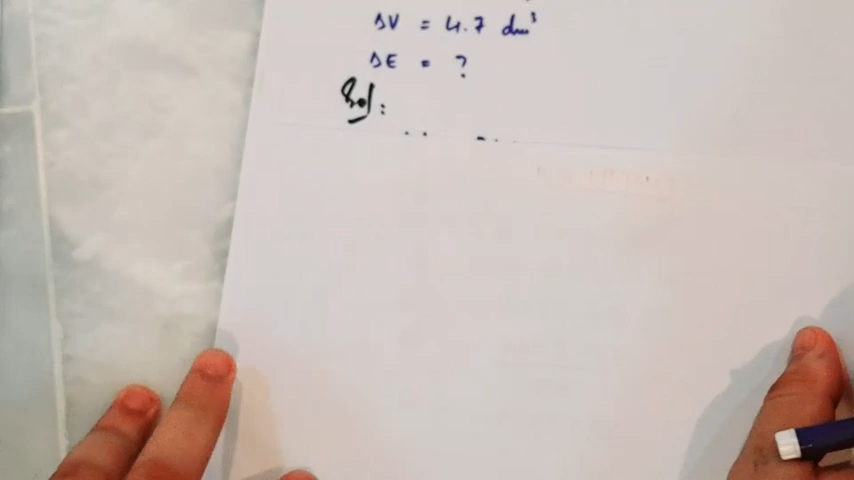 ΔV = 4.7 dm³
ΔE = ?
Sol: